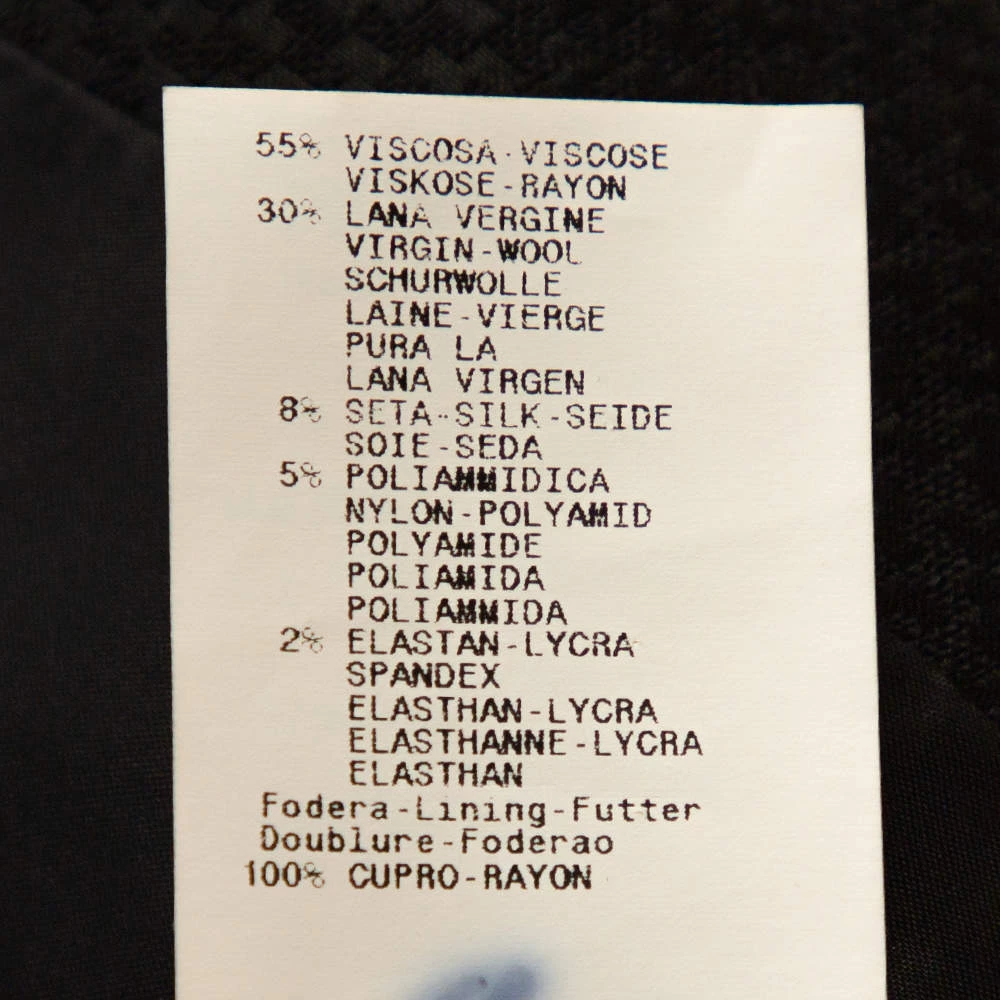 55% VISCOSA-VISCOSE
VISKOSE-RAYON
30% LANA VERGINE
VIRGIN-WOOL
SCHURWOLLE
LAINE-VIERGE
PURA LA
LANA VIRGEN
8% SETA-SILK-SEIDE
SOIE-SEDA
5% POLIAMMIDICA
NYLON-POLYAMID
POLYAMIDE
POLIAMIDA
POLIAMMIDA
2% ELASTAN-LYCRA
SPANDEX
ELASTHAN-LYCRA
ELASTHANNE-LYCRA
ELASTHAN
Fodera-Lining-Futter
Doublure-Foderao
100% CUPRO-RAYON